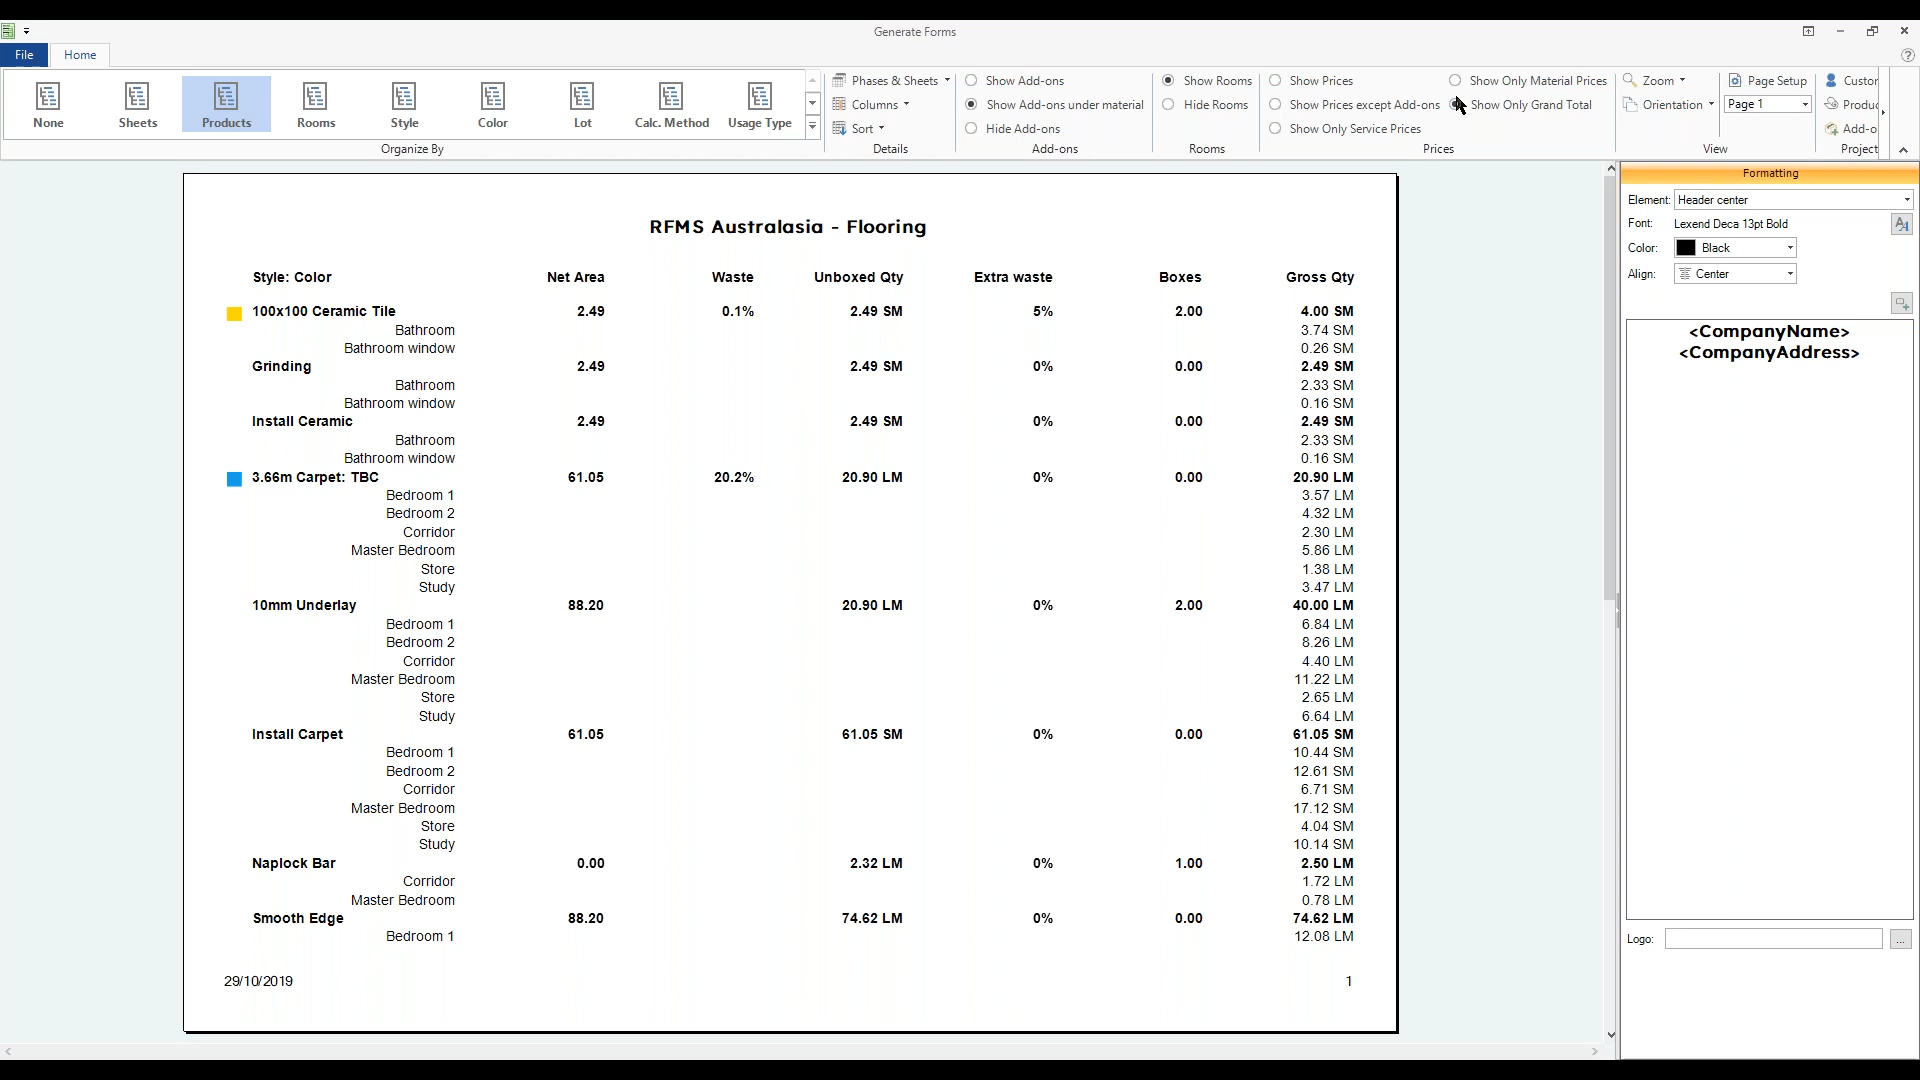 Generate Forms
File Home
None Sheets Products Rooms Style Color Lot Calc. Method Usage Type
Organize By
Phases & Sheets
Columns
Sort
Details
Show Add-ons
Show Add-ons under material
Hide Add-ons
Add-ons
Show Rooms
Hide Rooms
Rooms
Show Prices
Show Prices except Add-ons
Show Only Service Prices
Show Only Material Prices
Show Only Grand Total
Prices
Zoom
Orientation
Page Setup
Page 1
View
Custor
Produc
Add-o
Project
RFMS Australasia - Flooring
Style: Color Net Area Waste Unboxed Qty Extra waste Boxes Gross Qty
100x100 Ceramic Tile 2.49 0.1% 2.49 SM 5% 2.00 4.00 SM
Bathroom 3.74 SM
Bathroom window 0.26 SM
Grinding 2.49 2.49 SM 0% 0.00 2.49 SM
Bathroom 2.33 SM
Bathroom window 0.16 SM
Install Ceramic 2.49 2.49 SM 0% 0.00 2.49 SM
Bathroom 2.33 SM
Bathroom window 0.16 SM
3.66m Carpet: TBC 61.05 20.2% 20.90 LM 0% 0.00 20.90 LM
Bedroom 1 3.57 LM
Bedroom 2 4.32 LM
Corridor 2.30 LM
Master Bedroom 5.86 LM
Store 1.38 LM
Study 3.47 LM
10mm Underlay 88.20 20.90 LM 0% 2.00 40.00 LM
Bedroom 1 6.84 LM
Bedroom 2 8.26 LM
Corridor 4.40 LM
Master Bedroom 11.22 LM
Store 2.65 LM
Study 6.64 LM
Install Carpet 61.05 61.05 SM 0% 0.00 61.05 SM
Bedroom 1 10.44 SM
Bedroom 2 12.61 SM
Corridor 6.71 SM
Master Bedroom 17.12 SM
Store 4.04 SM
Study 10.14 SM
Naplock Bar 0.00 2.32 LM 0% 1.00 2.50 LM
Corridor 1.72 LM
Master Bedroom 0.78 LM
Smooth Edge 88.20 74.62 LM 0% 0.00 74.62 LM
Bedroom 1 12.08 LM
29/10/2019 1
Formatting
Element: Header center
Font: Lexend Deca 13pt Bold
Color: Black
Align: Center
<CompanyName>
<CompanyAddress>
Logo: ...